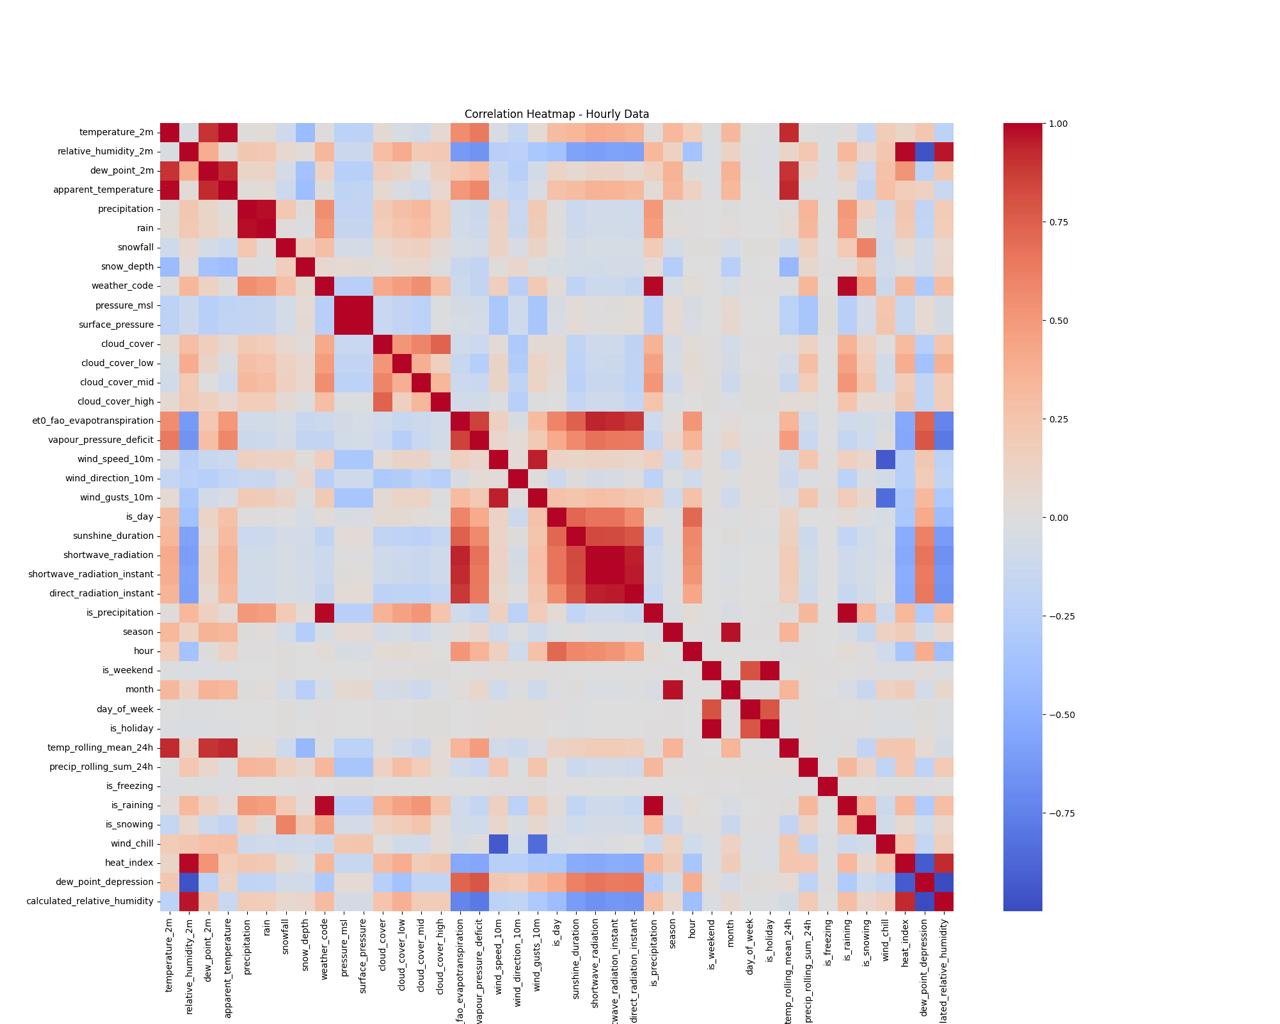 Correlation Heatmap - Hourly Data
temperature_2m
relative_humidity_2m
dew_point_2m
apparent_temperature
precipitation
rain
snowfall
snow_depth
weather_code
pressure_msl
surface_pressure
cloud_cover
cloud_cover_low
cloud_cover_mid
cloud_cover_high
et0_fao_evapotranspiration
vapour_pressure_deficit
wind_speed_10m
wind_direction_10m
wind_gusts_10m
is_day
sunshine_duration
shortwave_radiation
shortwave_radiation_instant
direct_radiation_instant
is_precipitation
season
hour
is_weekend
month
day_of_week
is_holiday
temp_rolling_mean_24h
precip_rolling_sum_24h
is_freezing
is_raining
is_snowing
wind_chill
heat_index
dew_point_depression
calculated_relative_humidity
temperature_2m
relative_humidity_2m
dew_point_2m
apparent_temperature
precipitation
rain
snowfall
snow_depth
weather_code
pressure_msl
surface_pressure
cloud_cover
cloud_cover_low
cloud_cover_mid
cloud_cover_high
_fao_evapotranspiration
vapour_pressure_deficit
wind_speed_10m
wind_direction_10m
wind_gusts_10m
is_day
sunshine_duration
shortwave_radiation
twave_radiation_instant
direct_radiation_instant
is_precipitation
season
hour
is_weekend
month
day_of_week
is_holiday
temp_rolling_mean_24h
precip_rolling_sum_24h
is_freezing
is_raining
is_snowing
wind_chill
heat_index
dew_point_depression
lated_relative_humidity
1.00
0.75
0.50
0.25
0.00
−0.25
−0.50
−0.75